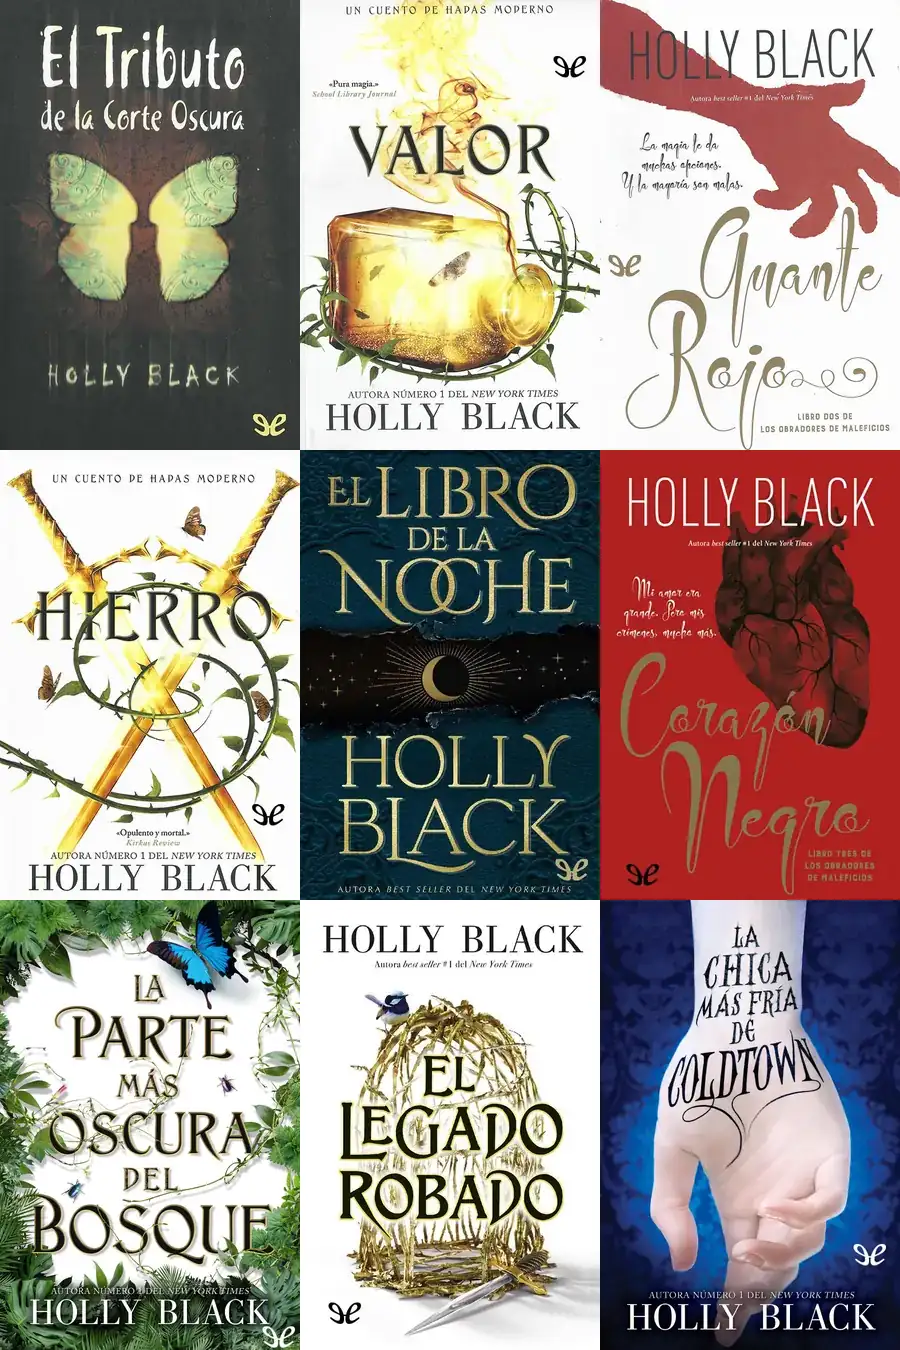 El Tributo
de la Corte Oscura
HOLLY BLACK
UN CUENTO DE HADAS MODERNO
«Pura magia.»
School Library Journal
VALOR
AUTORA NÚMERO 1 DEL NEW YORK TIMES
HOLLY BLACK
HOLLY BLACK
Autora best seller #1 del New York Times
La magia le da
muchas opciones.
Y la mayoría son malas.
Guante
Rojo
LIBRO DOS DE
LOS OBRADORES DE MALEFICIOS
UN CUENTO DE HADAS MODERNO
HIERRO
«Opulento y mortal.»
Kirkus Review
AUTORA NÚMERO 1 DEL NEW YORK TIMES
HOLLY BLACK
EL LIBRO
DE LA
NOCHE
HOLLY
BLACK
AUTORA BEST SELLER DEL NEW YORK TIMES
HOLLY BLACK
Autora best seller #1 del New York Times
Mi amor era
grande. Pero mis
crímenes, mucho más.
Corazón
Negro
LIBRO TRES DE
LOS OBRADORES
DE MALEFICIOS
LA
PARTE
MÁS
OSCURA
DEL
BOSQUE
AUTORA NÚMERO 1 DEL NEW YORK TIMES
HOLLY BLACK
HOLLY BLACK
Autora best seller #1 del New York Times
EL
LEGADO
ROBADO
LA
CHICA
MÁS FRÍA
DE
COLDTOWN
AUTORA NÚMERO 1 DEL NEW YORK TIMES
HOLLY BLACK